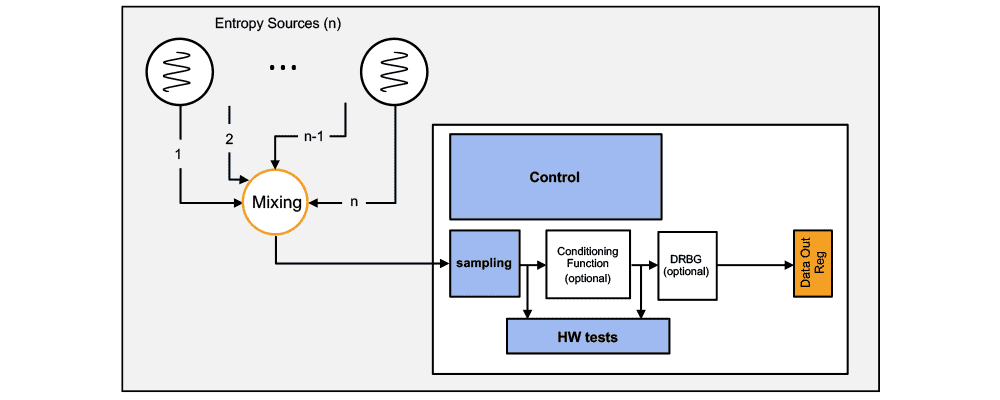 Entropy Sources (n)
...
1
2
n-1
n
Mixing
Control
sampling
Conditioning
Function
(optional)
DRBG
(optional)
Data Out
Reg
HW tests